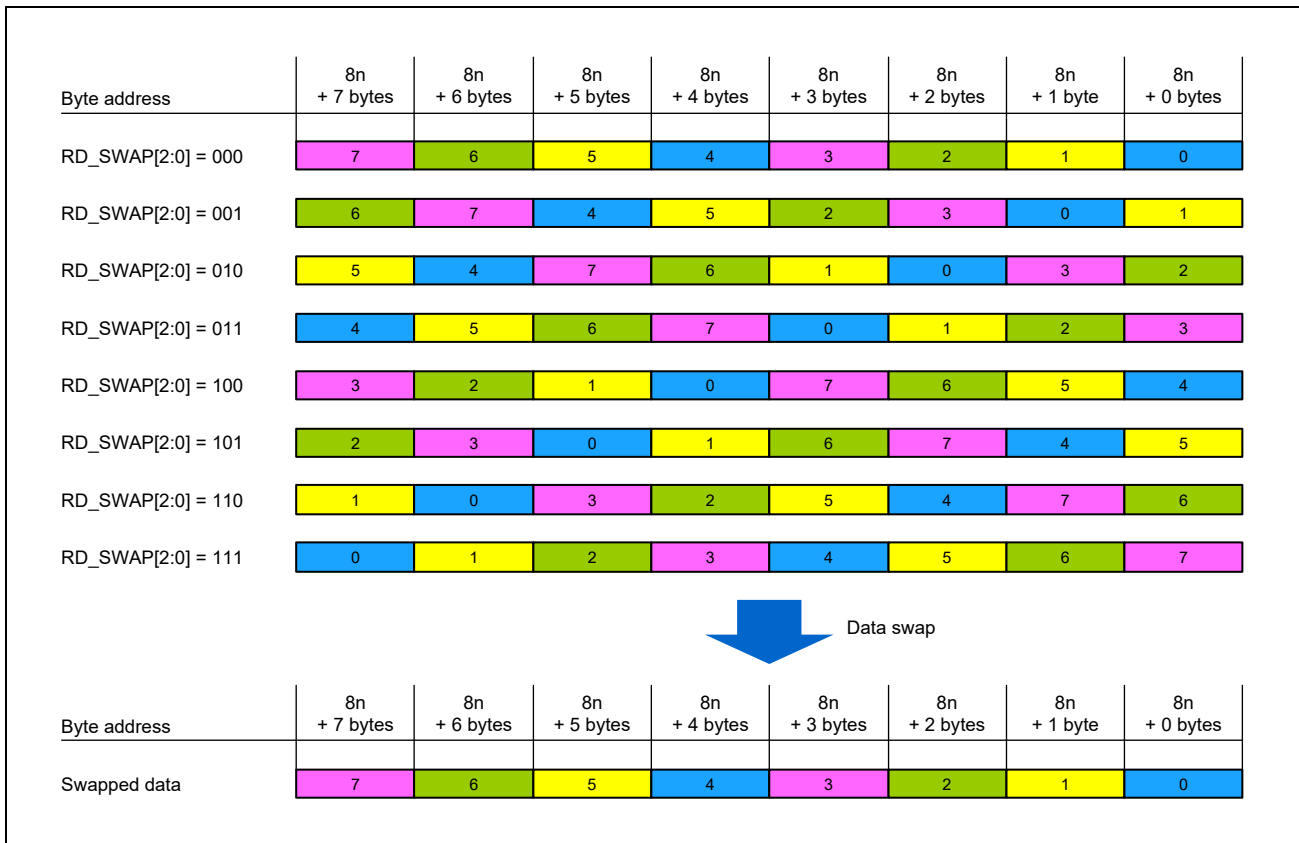 8n 8n 8n 8n 8n 8n 8n 8n
Byte address + 7 bytes + 6 bytes + 5 bytes + 4 bytes + 3 bytes + 2 bytes + 1 byte + 0 bytes
RD_SWAP[2:0] = 000 7 6 5 4 3 2 1 0
RD_SWAP[2:0] = 001 6 7 4 5 2 3 0 1
RD_SWAP[2:0] = 010 5 4 7 6 1 0 3 2
RD_SWAP[2:0] = 011 4 5 6 7 0 1 2 3
RD_SWAP[2:0] = 100 3 2 1 0 7 6 5 4
RD_SWAP[2:0] = 101 2 3 0 1 6 7 4 5
RD_SWAP[2:0] = 110 1 0 3 2 5 4 7 6
RD_SWAP[2:0] = 111 0 1 2 3 4 5 6 7
Data swap
8n 8n 8n 8n 8n 8n 8n 8n
Byte address + 7 bytes + 6 bytes + 5 bytes + 4 bytes + 3 bytes + 2 bytes + 1 byte + 0 bytes
Swapped data 7 6 5 4 3 2 1 0